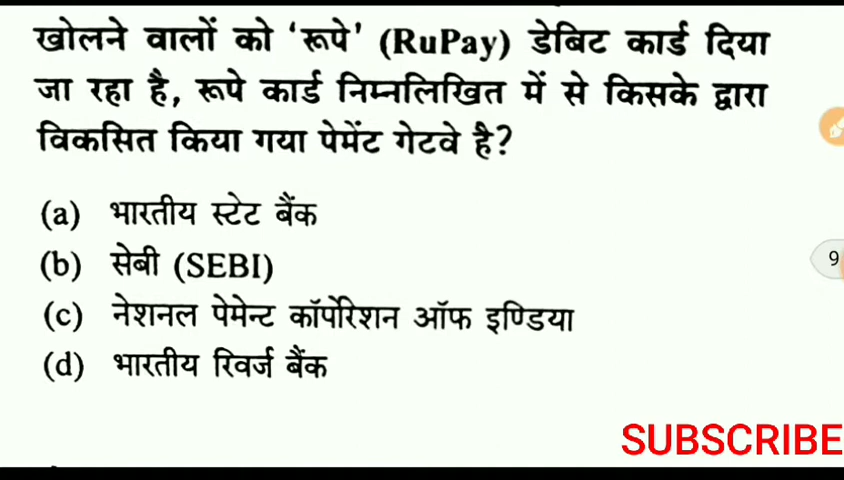 खोलने वालों को ‘रूपे’ (RuPay) डेबिट कार्ड दिया
जा रहा है, रूपे कार्ड निम्नलिखित में से किसके द्वारा
विकसित किया गया पेमेंट गेटवे है?
(a) भारतीय स्टेट बैंक
(b) सेबी (SEBI)
9
(c) नेशनल पेमेन्ट कॉर्पोरेशन ऑफ इण्डिया
(d) भारतीय रिवर्ज बैंक
SUBSCRIBE